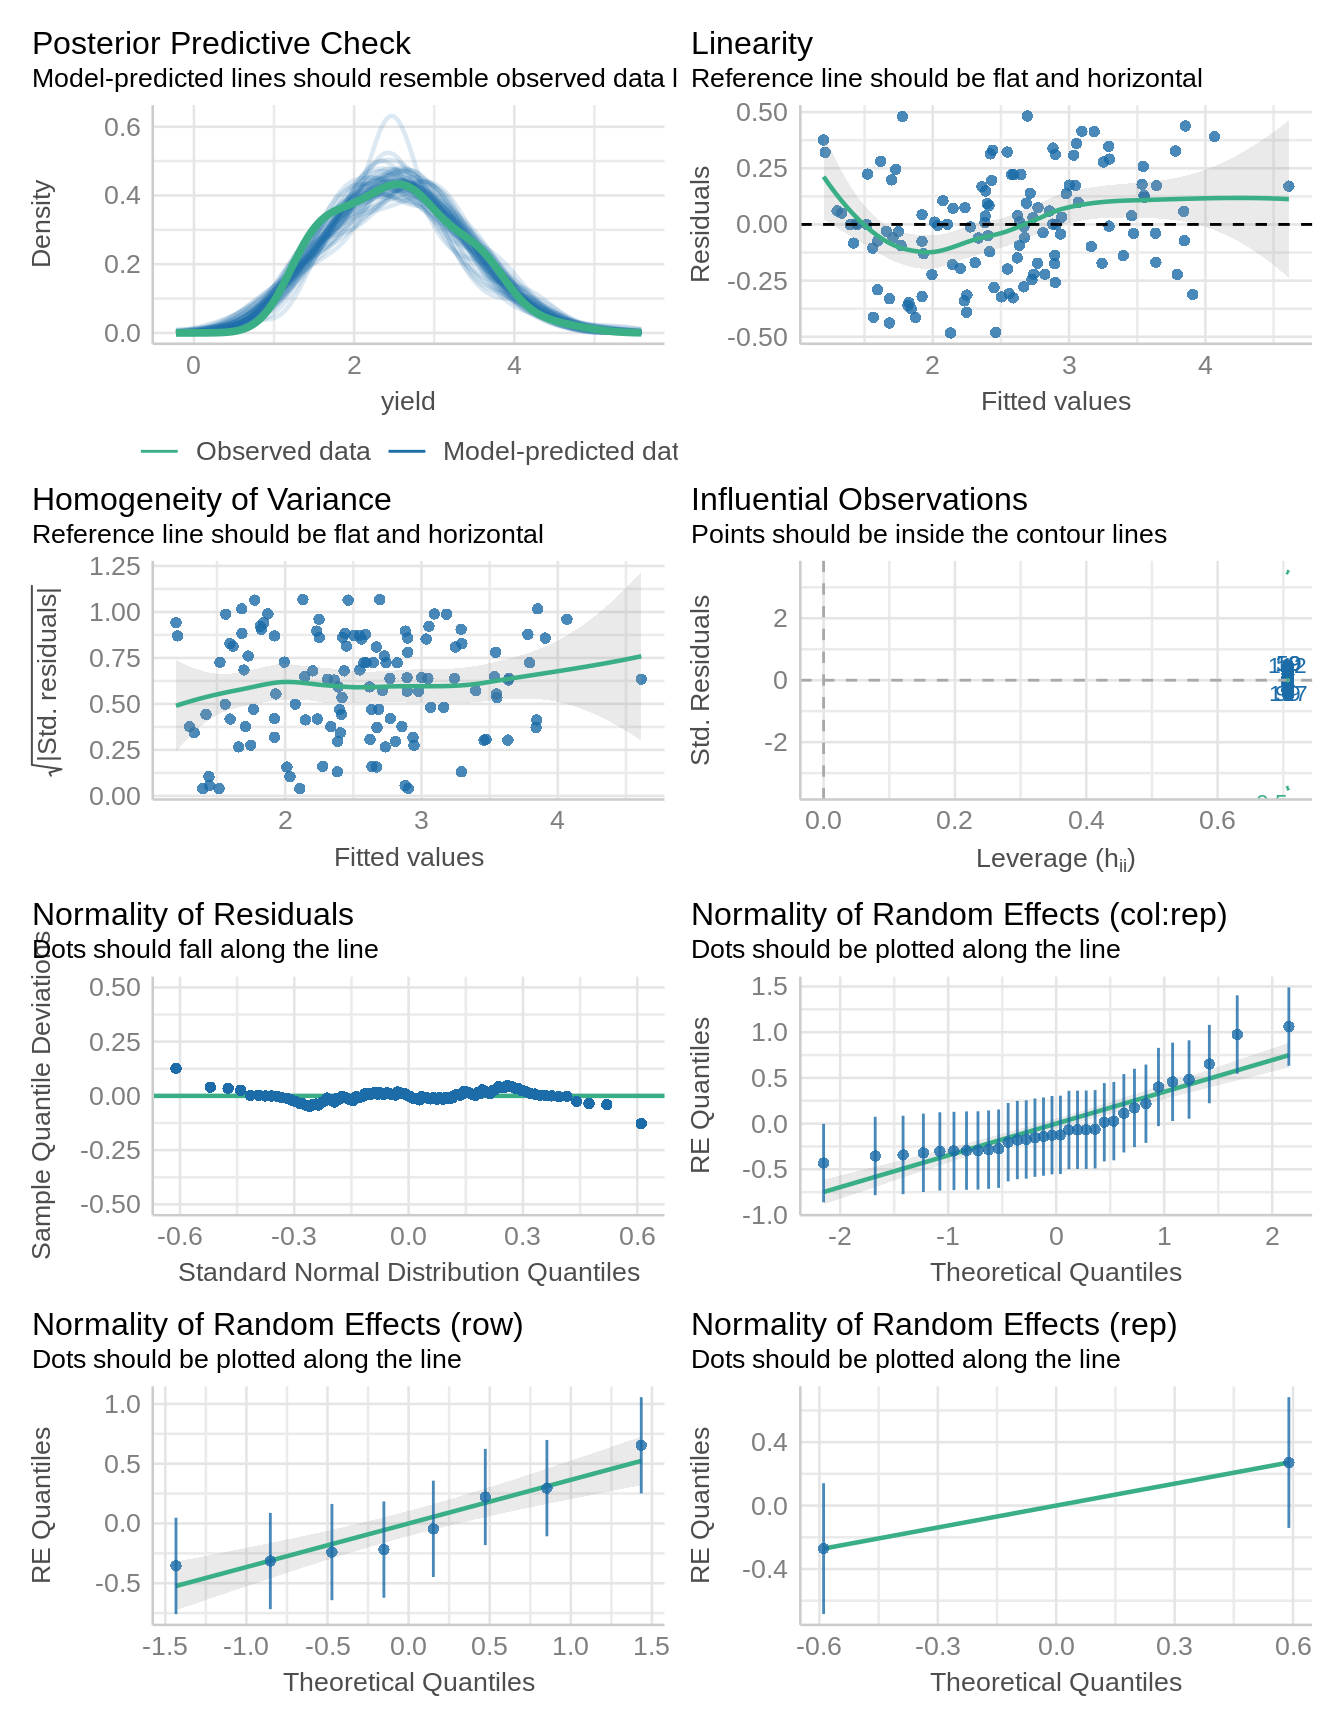 Posterior Predictive Check
Model-predicted lines should resemble observed data l
Density
0.6
0.4
0.2
0.0
0
2
4
yield
Observed data
Model-predicted dat
Linearity
Reference line should be flat and horizontal
Residuals
0.50
0.25
0.00
-0.25
-0.50
2
3
4
Fitted values
Homogeneity of Variance
Reference line should be flat and horizontal
√|Std. residuals|
1.25
1.00
0.75
0.50
0.25
0.00
2
3
4
Fitted values
Influential Observations
Points should be inside the contour lines
Std. Residuals
2
0
-2
0.0
0.2
0.4
0.6
Leverage (hii)
Normality of Residuals
Dots should fall along the line
Sample Quantile Deviations
0.50
0.25
0.00
-0.25
-0.50
-0.6
-0.3
0.0
0.3
0.6
Standard Normal Distribution Quantiles
Normality of Random Effects (col:rep)
Dots should be plotted along the line
RE Quantiles
1.5
1.0
0.5
0.0
-0.5
-1.0
-2
-1
0
1
2
Theoretical Quantiles
Normality of Random Effects (row)
Dots should be plotted along the line
RE Quantiles
1.0
0.5
0.0
-0.5
-1.5
-1.0
-0.5
0.0
0.5
1.0
1.5
Theoretical Quantiles
Normality of Random Effects (rep)
Dots should be plotted along the line
RE Quantiles
0.4
0.0
-0.4
-0.6
-0.3
0.0
0.3
0.6
Theoretical Quantiles